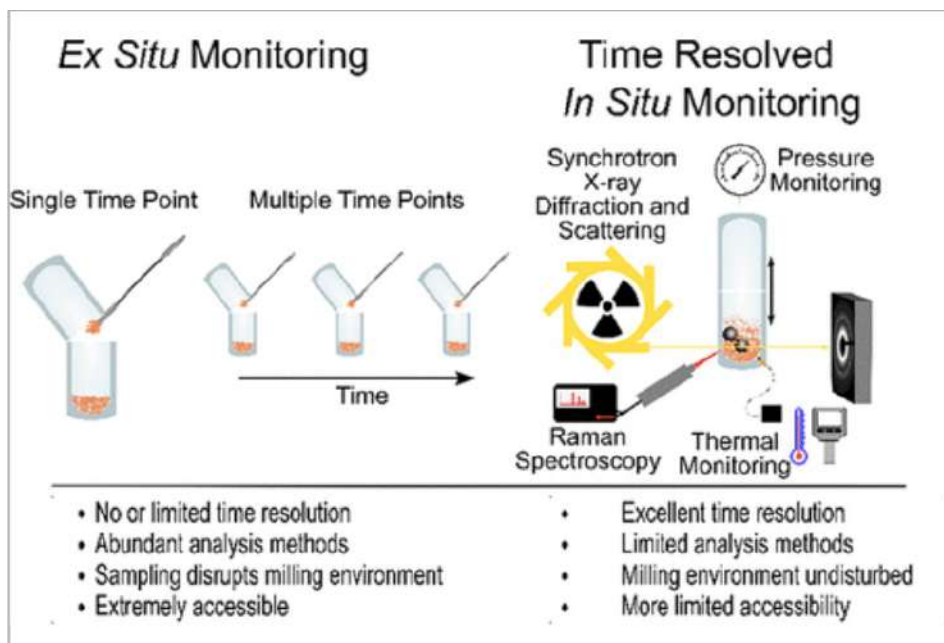 Ex Situ Monitoring
Single Time Point
Multiple Time Points
Time
Time Resolved
In Situ Monitoring
Synchrotron
X-ray
Diffraction and
Scattering
Pressure
Monitoring
Raman
Spectroscopy
Thermal
Monitoring
• No or limited time resolution
• Abundant analysis methods
• Sampling disrupts milling environment
• Extremely accessible
• Excellent time resolution
• Limited analysis methods
• Milling environment undisturbed
• More limited accessibility